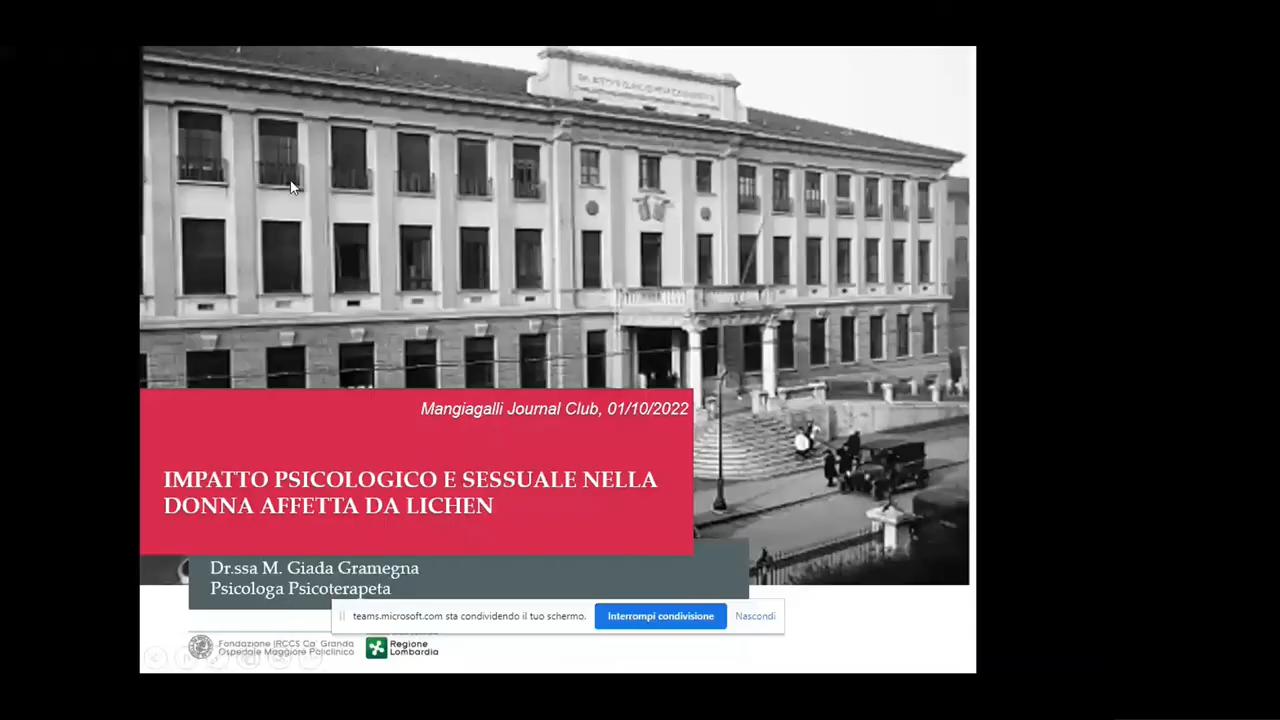 Mangiagalli Journal Club, 01/10/2022
IMPATTO PSICOLOGICO E SESSUALE NELLA
DONNA AFFETTA DA LICHEN
Dr.ssa M. Giada Gramegna
Psicologa Psicoterapeta
teams.microsoft.com sta condividendo il tuo schermo.
Interrompi condivisione
Nascondi
Fondazione IRCCS Ca' Granda
Ospedale Maggiore Policlinico
Regione
Lombardia